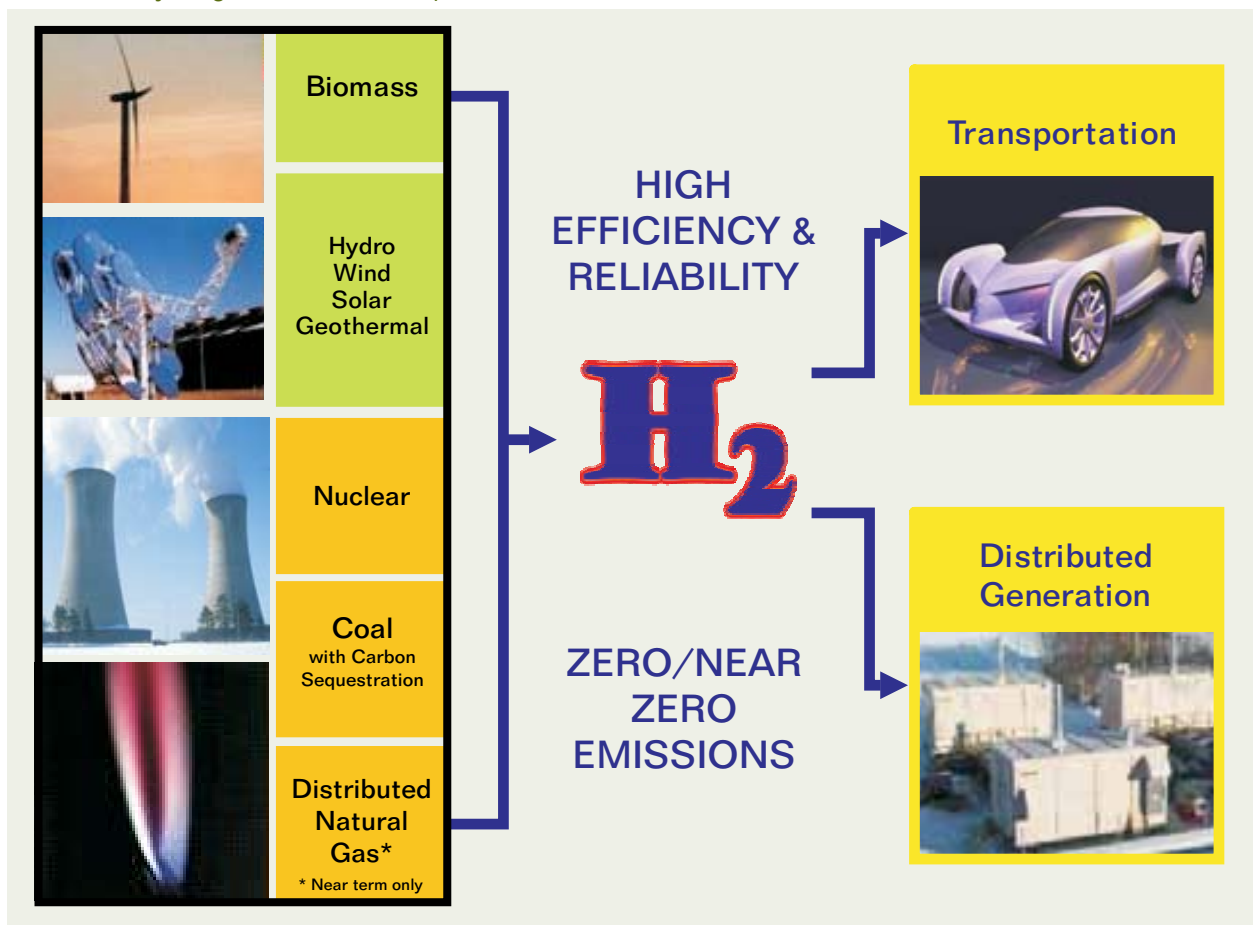 Biomass
Hydro
Wind
Solar
Geothermal
Nuclear
Coal
with Carbon
Sequestration
Distributed
Natural
Gas*
* Near term only
HIGH
EFFICIENCY &
RELIABILITY
H2
ZERO/NEAR
ZERO
EMISSIONS
Transportation
Distributed
Generation